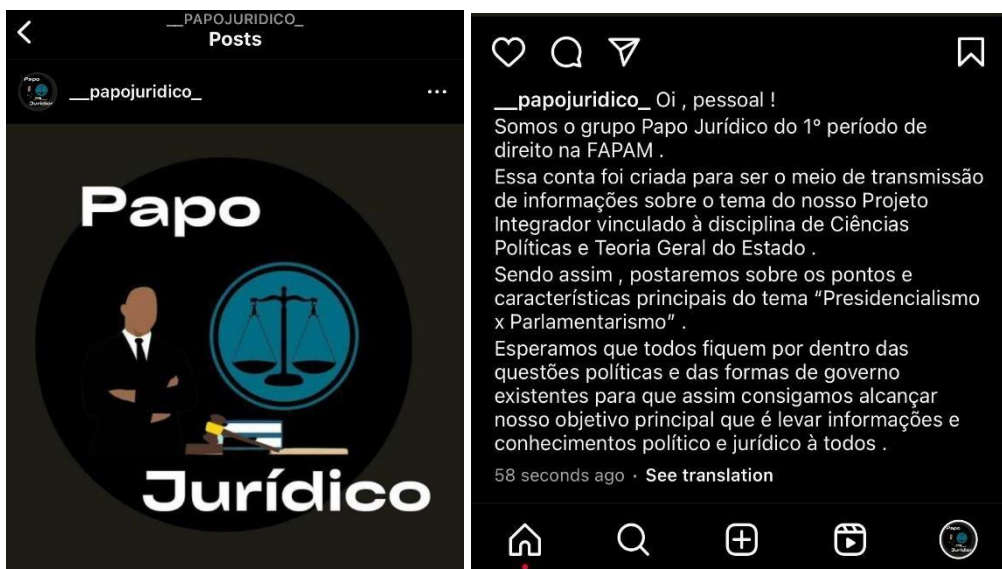 __PAPOJURIDICO_
Posts
__papojuridico_
Papo
Jurídico
__papojuridico_ Oi , pessoal !
Somos o grupo Papo Jurídico do 1° período de
direito na FAPAM .
Essa conta foi criada para ser o meio de transmissão
de informações sobre o tema do nosso Projeto
Integrador vinculado à disciplina de Ciências
Políticas e Teoria Geral do Estado .
Sendo assim , postaremos sobre os pontos e
características principais do tema “Presidencialismo
x Parlamentarismo” .
Esperamos que todos fiquem por dentro das
questões políticas e das formas de governo
existentes para que assim consigamos alcançar
nosso objetivo principal que é levar informações e
conhecimentos político e jurídico à todos .
58 seconds ago · See translation